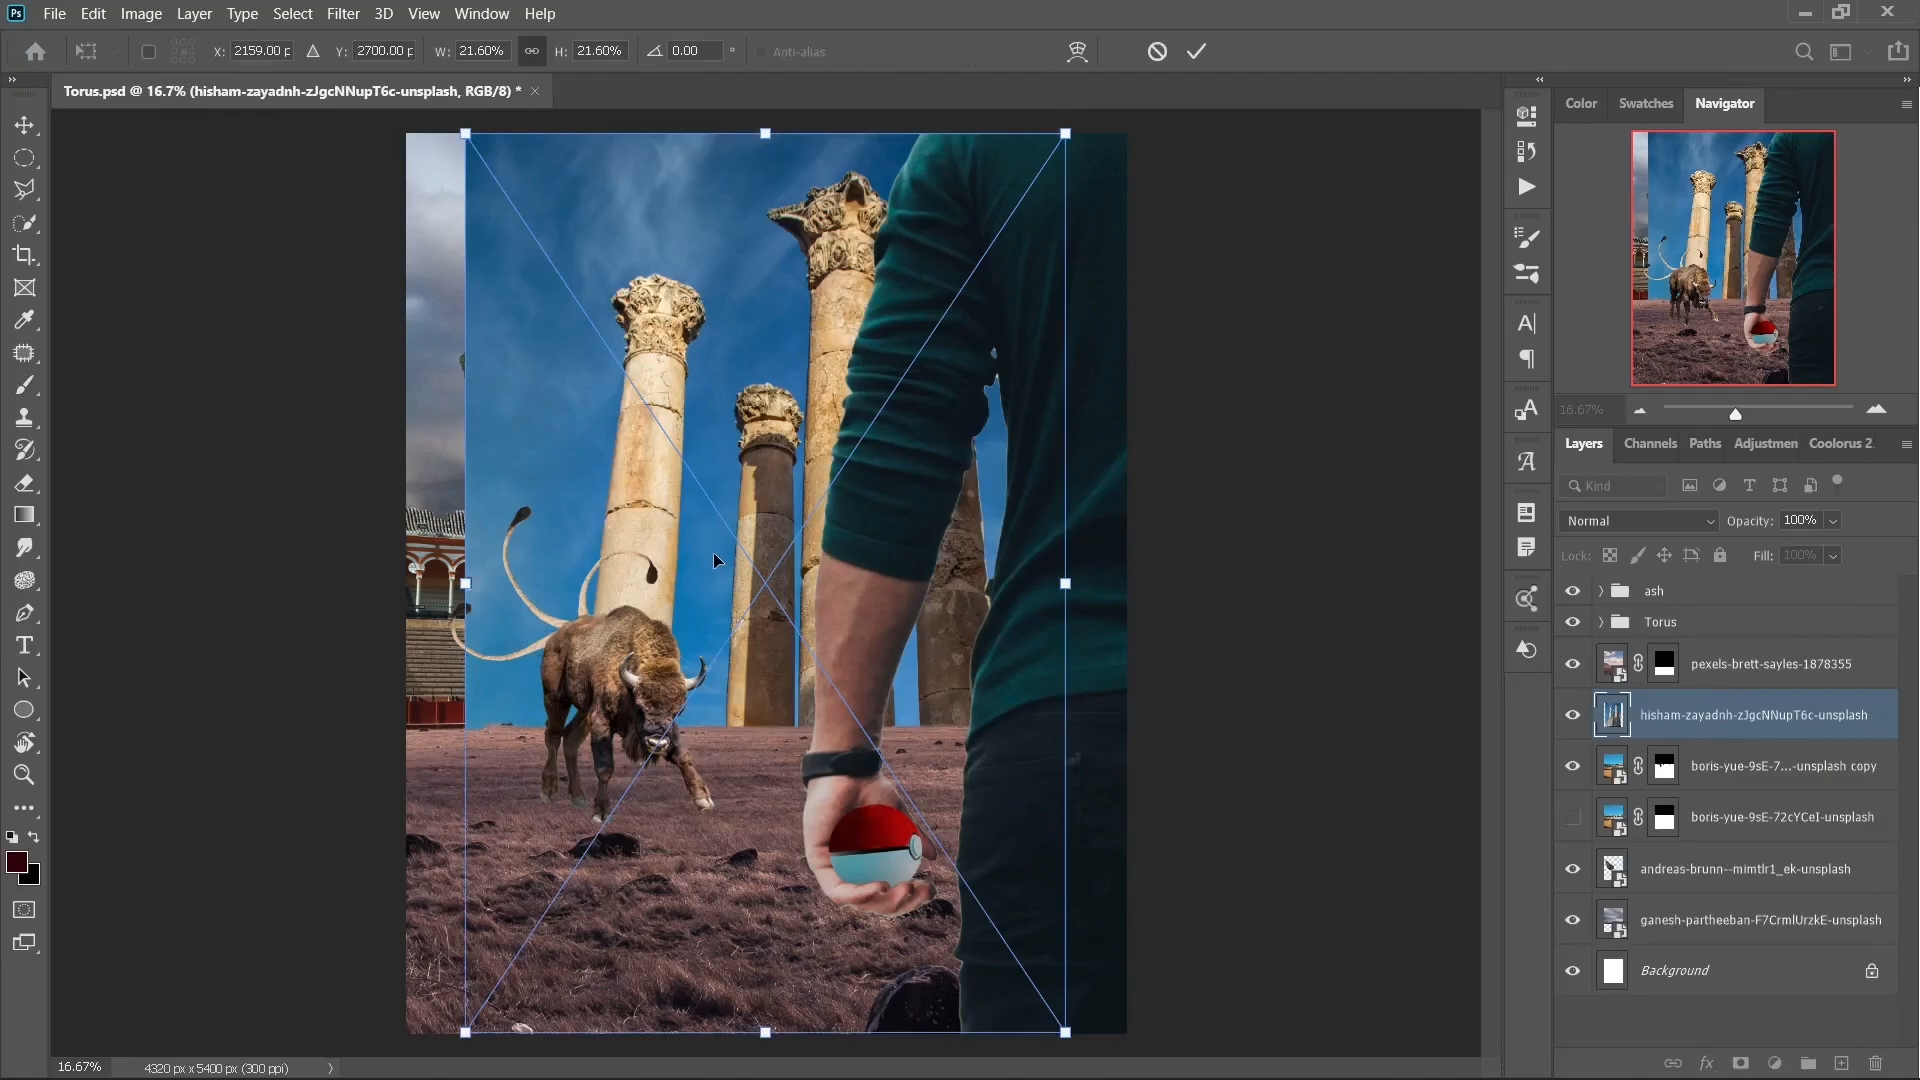 Ps File Edit Image Layer Type Select Filter 3D View Window Help
X: 2159.00 p Y: 2700.00 p W: 21.60% H: 21.60% 0.00 ° Anti-alias
Torus.psd @ 16.7% (hisham-zayadnh-zJgcNNupT6c-unsplash, RGB/8) *
Color Swatches Navigator
16.67%
Layers Channels Paths Adjustmen Coolorus 2
Kind
Normal Opacity: 100%
Lock: Fill: 100%
ash
Torus
pexels-brett-sayles-1878355
hisham-zayadnh-zJgcNNupT6c-unsplash
boris-yue-9sE-7...-unsplash copy
boris-yue-9sE-72cYCeI-unsplash
andreas-brunn--mimtlr1_ek-unsplash
ganesh-partheeban-F7CrmlUrzkE-unsplash
Background
fx
16.67% 4320 px x 5400 px (300 ppi)